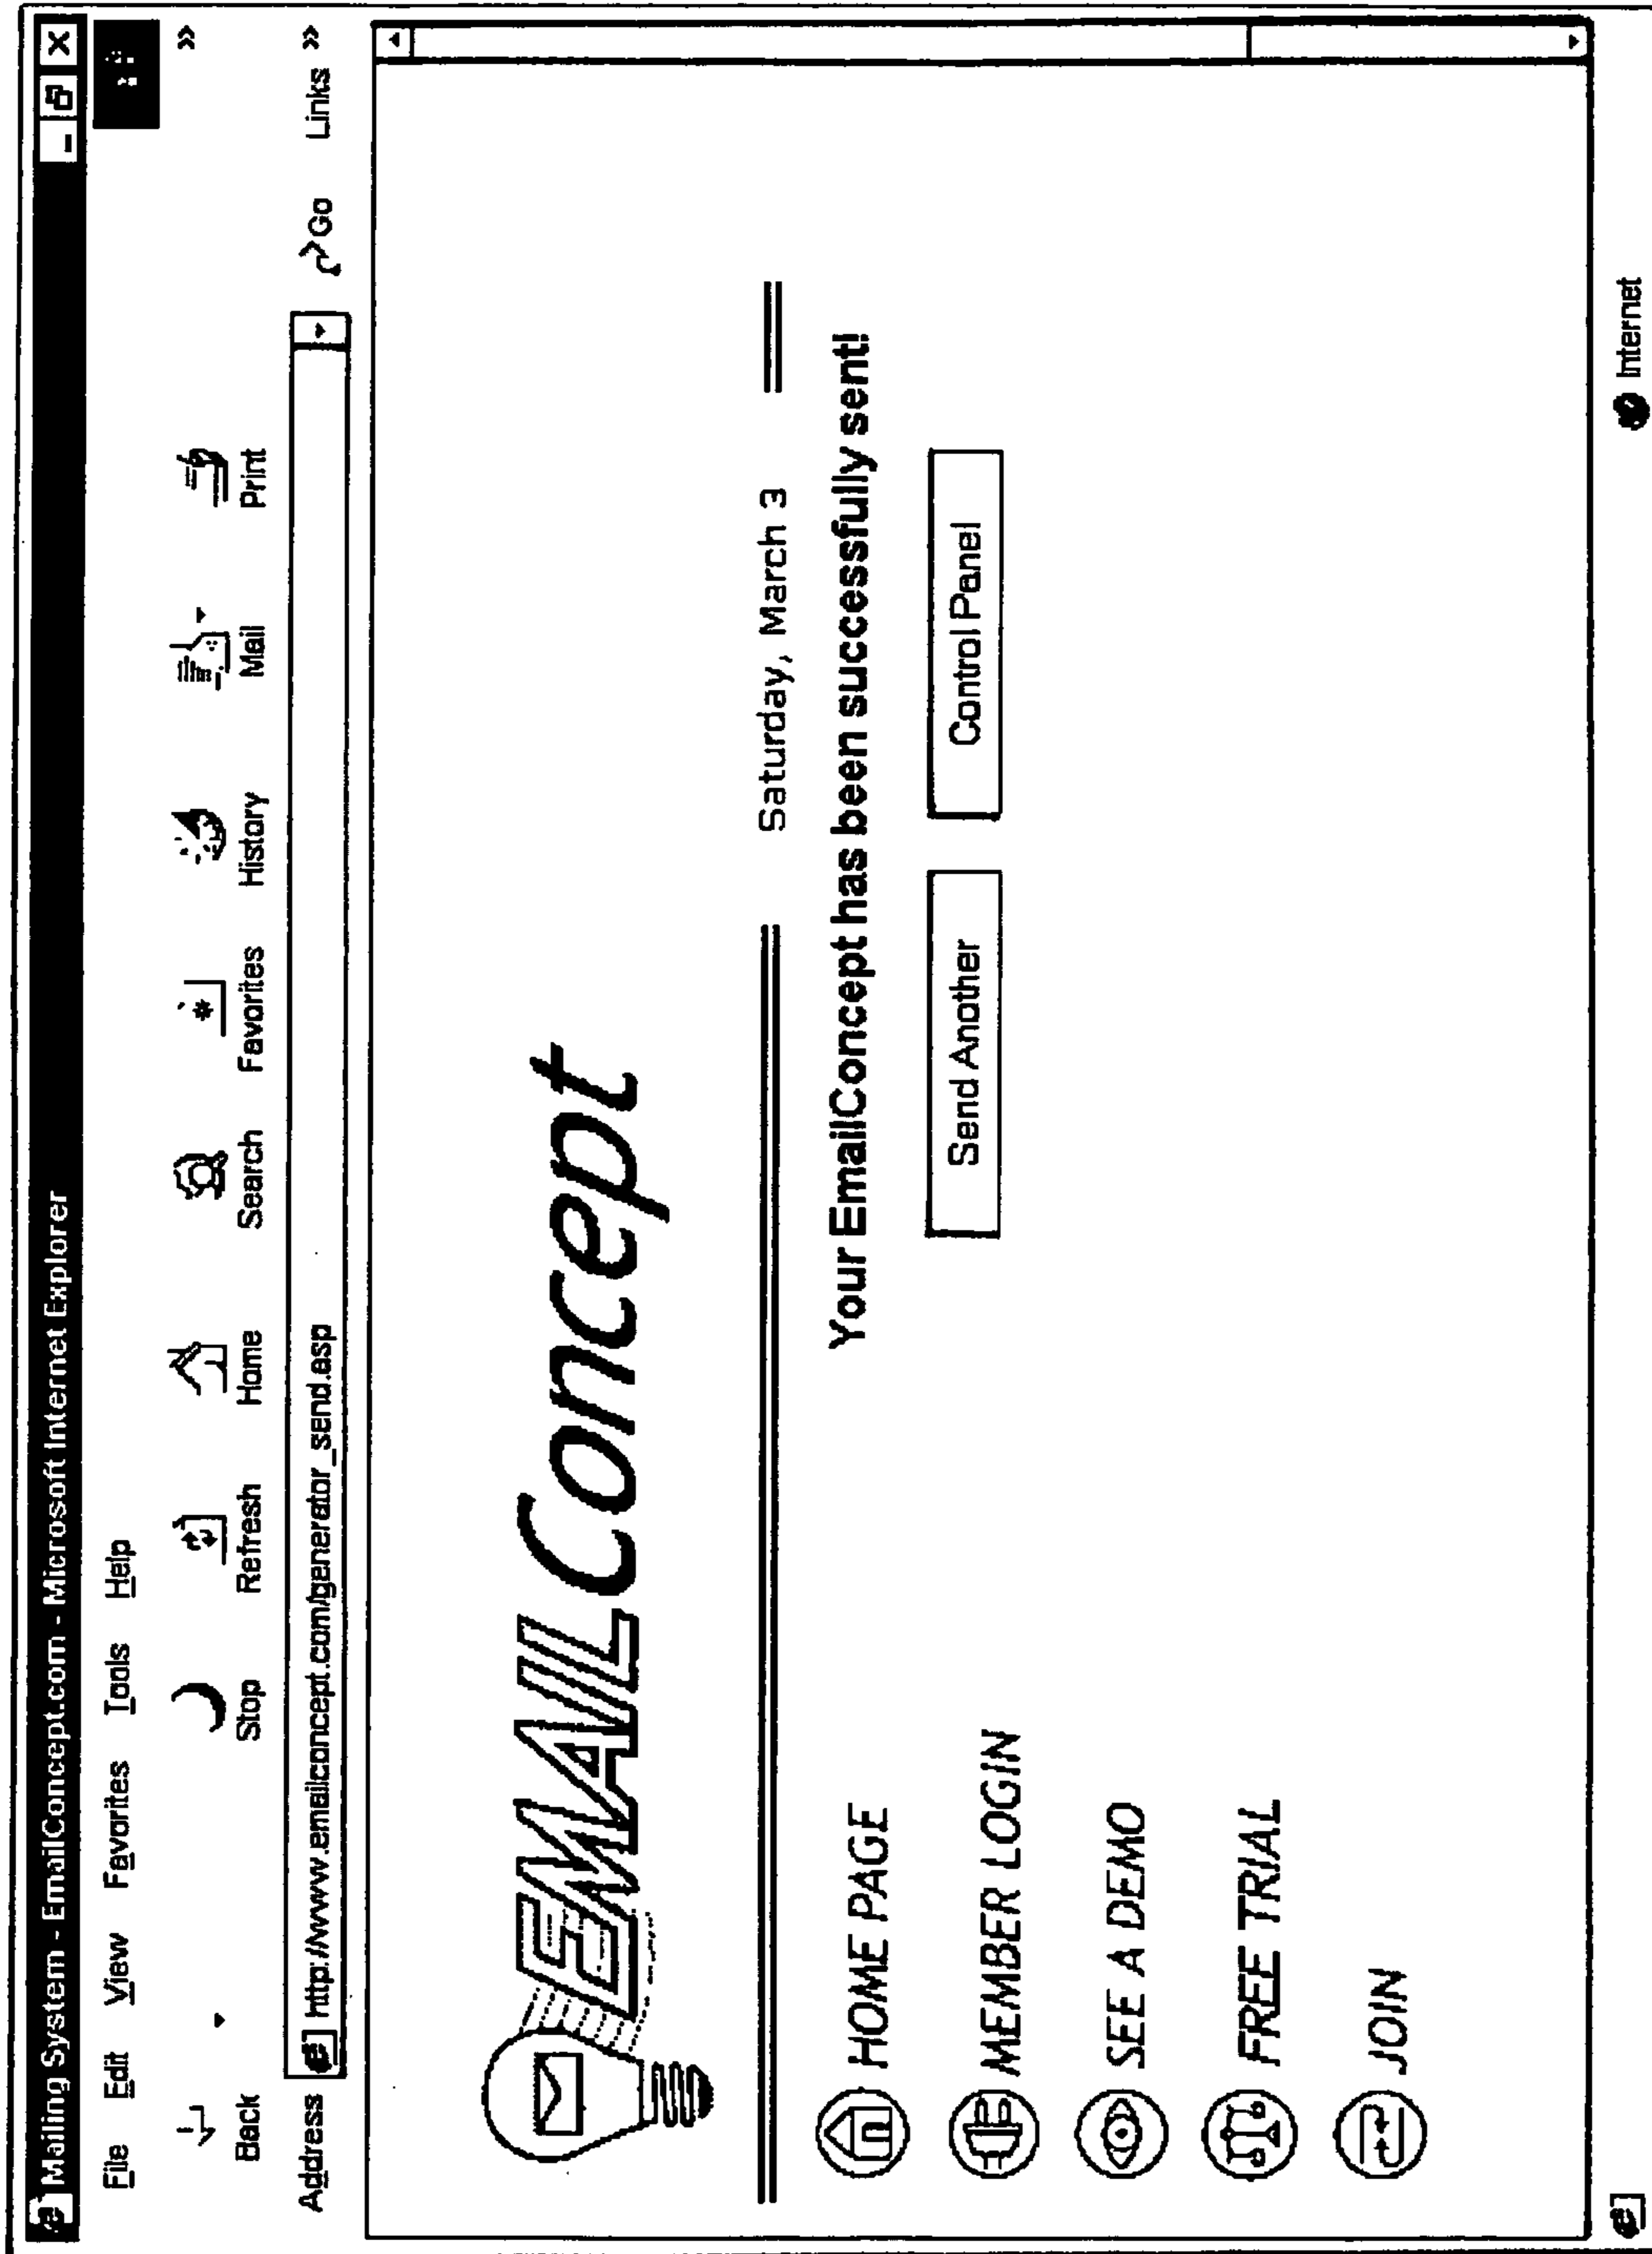 Mailing System - EmailConcept.com - Microsoft Internet Explorer
File Edit View Favorites Tools Help
Back Stop Refresh Home Search Favorites History Mail Print
Address http://www.emailconcept.com/generator_send.asp Go Links
EMAILConcept
Saturday, March 3
Your EmailConcept has been successfully sent!
Send Another Control Panel
HOME PAGE
MEMBER LOGIN
SEE A DEMO
FREE TRIAL
JOIN
Internet